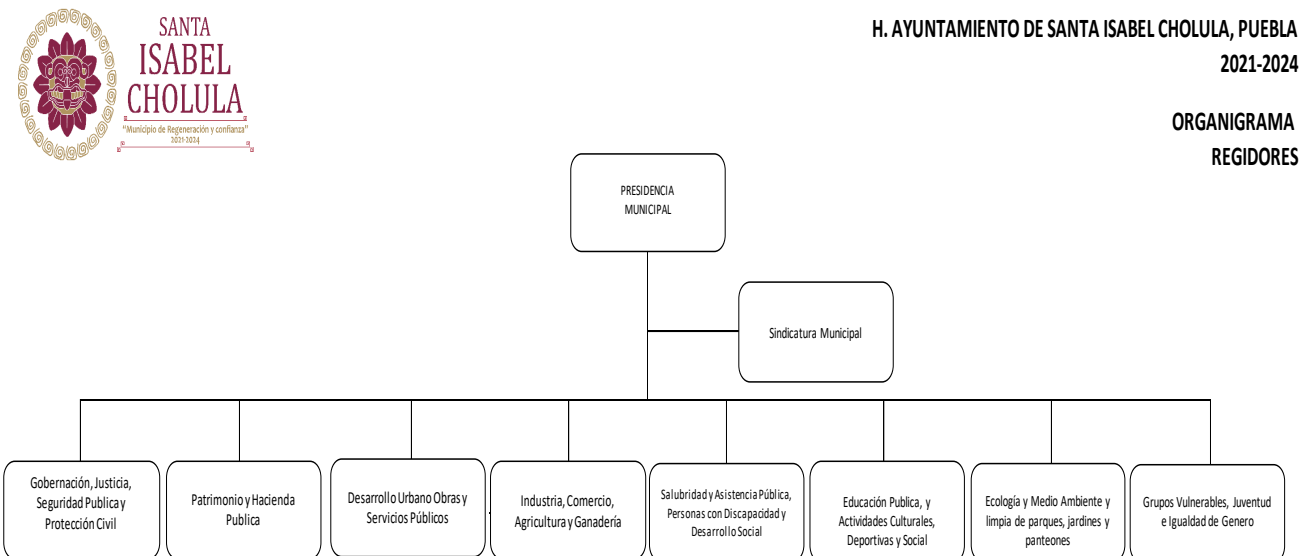 SANTA
ISABEL
CHOLULA
"Municipio de Regeneración y confianza"
2021-2024
H. AYUNTAMIENTO DE SANTA ISABEL CHOLULA, PUEBLA
2021-2024
ORGANIGRAMA
REGIDORES
PRESIDENCIA
MUNICIPAL
Sindicatura Municipal
Gobernación, Justicia,
Seguridad Publica y
Protección Civil
Patrimonio y Hacienda
Publica
Desarrollo Urbano Obras y
Servicios Públicos
Industria, Comercio,
Agricultura y Ganadería
Salubridad y Asistencia Pública,
Personas con Discapacidad y
Desarrollo Social
Educación Publica, y
Actividades Culturales,
Deportivas y Social
Ecología y Medio Ambiente y
limpia de parques, jardines y
panteones
Grupos Vulnerables, Juventud
e Igualdad de Genero